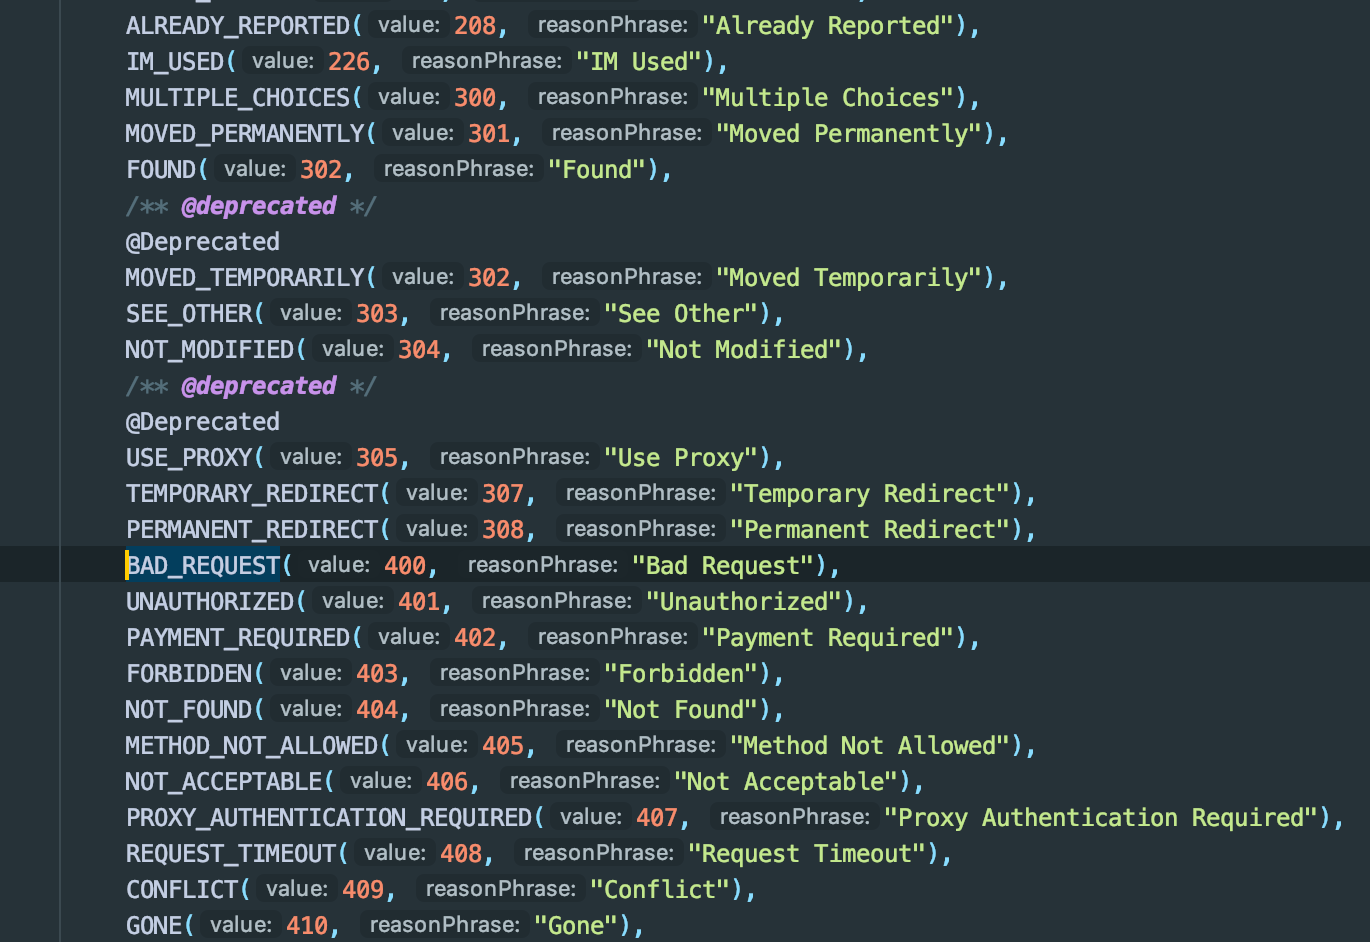 ALREADY_REPORTED( value: 208, reasonPhrase: "Already Reported"),
IM_USED( value: 226, reasonPhrase: "IM Used"),
MULTIPLE_CHOICES( value: 300, reasonPhrase: "Multiple Choices"),
MOVED_PERMANENTLY( value: 301, reasonPhrase: "Moved Permanently"),
FOUND( value: 302, reasonPhrase: "Found"),
/** @deprecated */
@Deprecated
MOVED_TEMPORARILY( value: 302, reasonPhrase: "Moved Temporarily"),
SEE_OTHER( value: 303, reasonPhrase: "See Other"),
NOT_MODIFIED( value: 304, reasonPhrase: "Not Modified"),
/** @deprecated */
@Deprecated
USE_PROXY( value: 305, reasonPhrase: "Use Proxy"),
TEMPORARY_REDIRECT( value: 307, reasonPhrase: "Temporary Redirect"),
PERMANENT_REDIRECT( value: 308, reasonPhrase: "Permanent Redirect"),
BAD_REQUEST( value: 400, reasonPhrase: "Bad Request"),
UNAUTHORIZED( value: 401, reasonPhrase: "Unauthorized"),
PAYMENT_REQUIRED( value: 402, reasonPhrase: "Payment Required"),
FORBIDDEN( value: 403, reasonPhrase: "Forbidden"),
NOT_FOUND( value: 404, reasonPhrase: "Not Found"),
METHOD_NOT_ALLOWED( value: 405, reasonPhrase: "Method Not Allowed"),
NOT_ACCEPTABLE( value: 406, reasonPhrase: "Not Acceptable"),
PROXY_AUTHENTICATION_REQUIRED( value: 407, reasonPhrase: "Proxy Authentication Required"),
REQUEST_TIMEOUT( value: 408, reasonPhrase: "Request Timeout"),
CONFLICT( value: 409, reasonPhrase: "Conflict"),
GONE( value: 410, reasonPhrase: "Gone"),